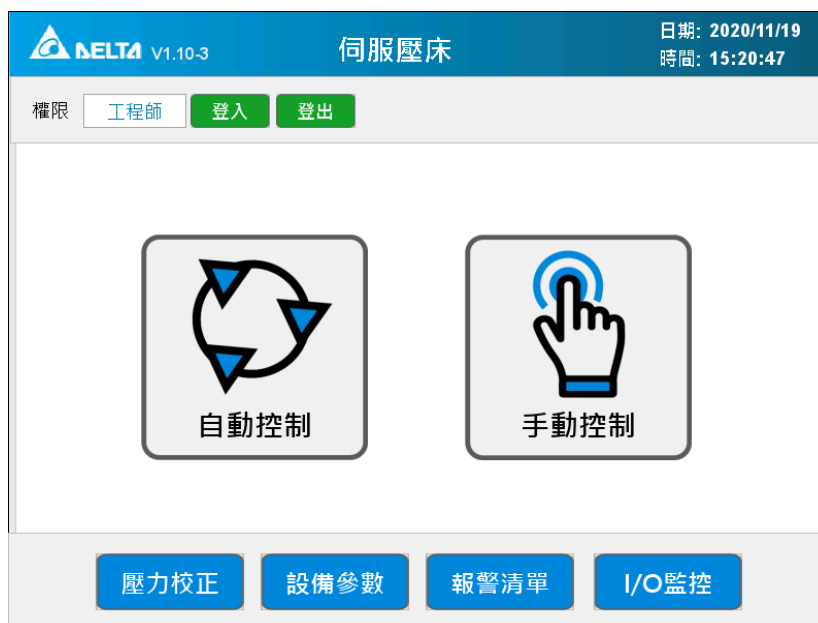 DELTA V1.10-3
伺服壓床
日期: 2020/11/19
時間: 15:20:47
權限 工程師 登入 登出
自動控制
手動控制
壓力校正 設備參數 報警清單 I/O監控